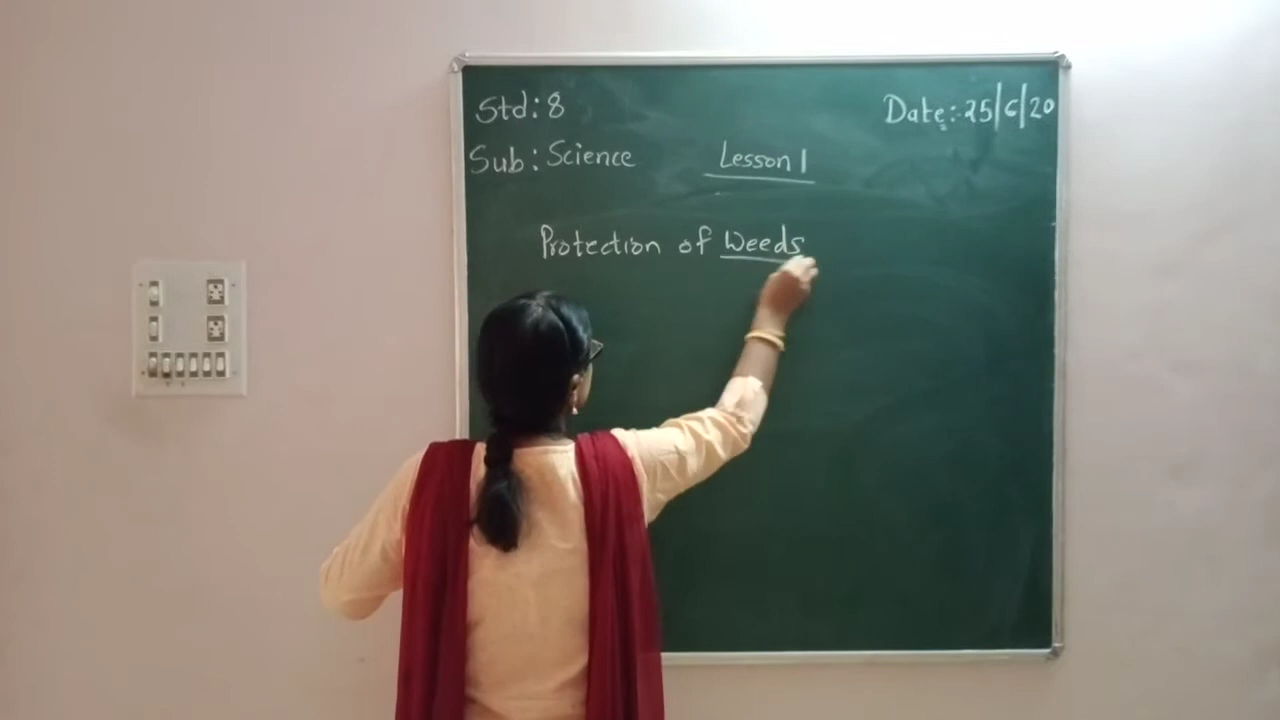 Std: 8
Date: 25/6/20
Sub: Science
Lesson 1
Protection of Weeds